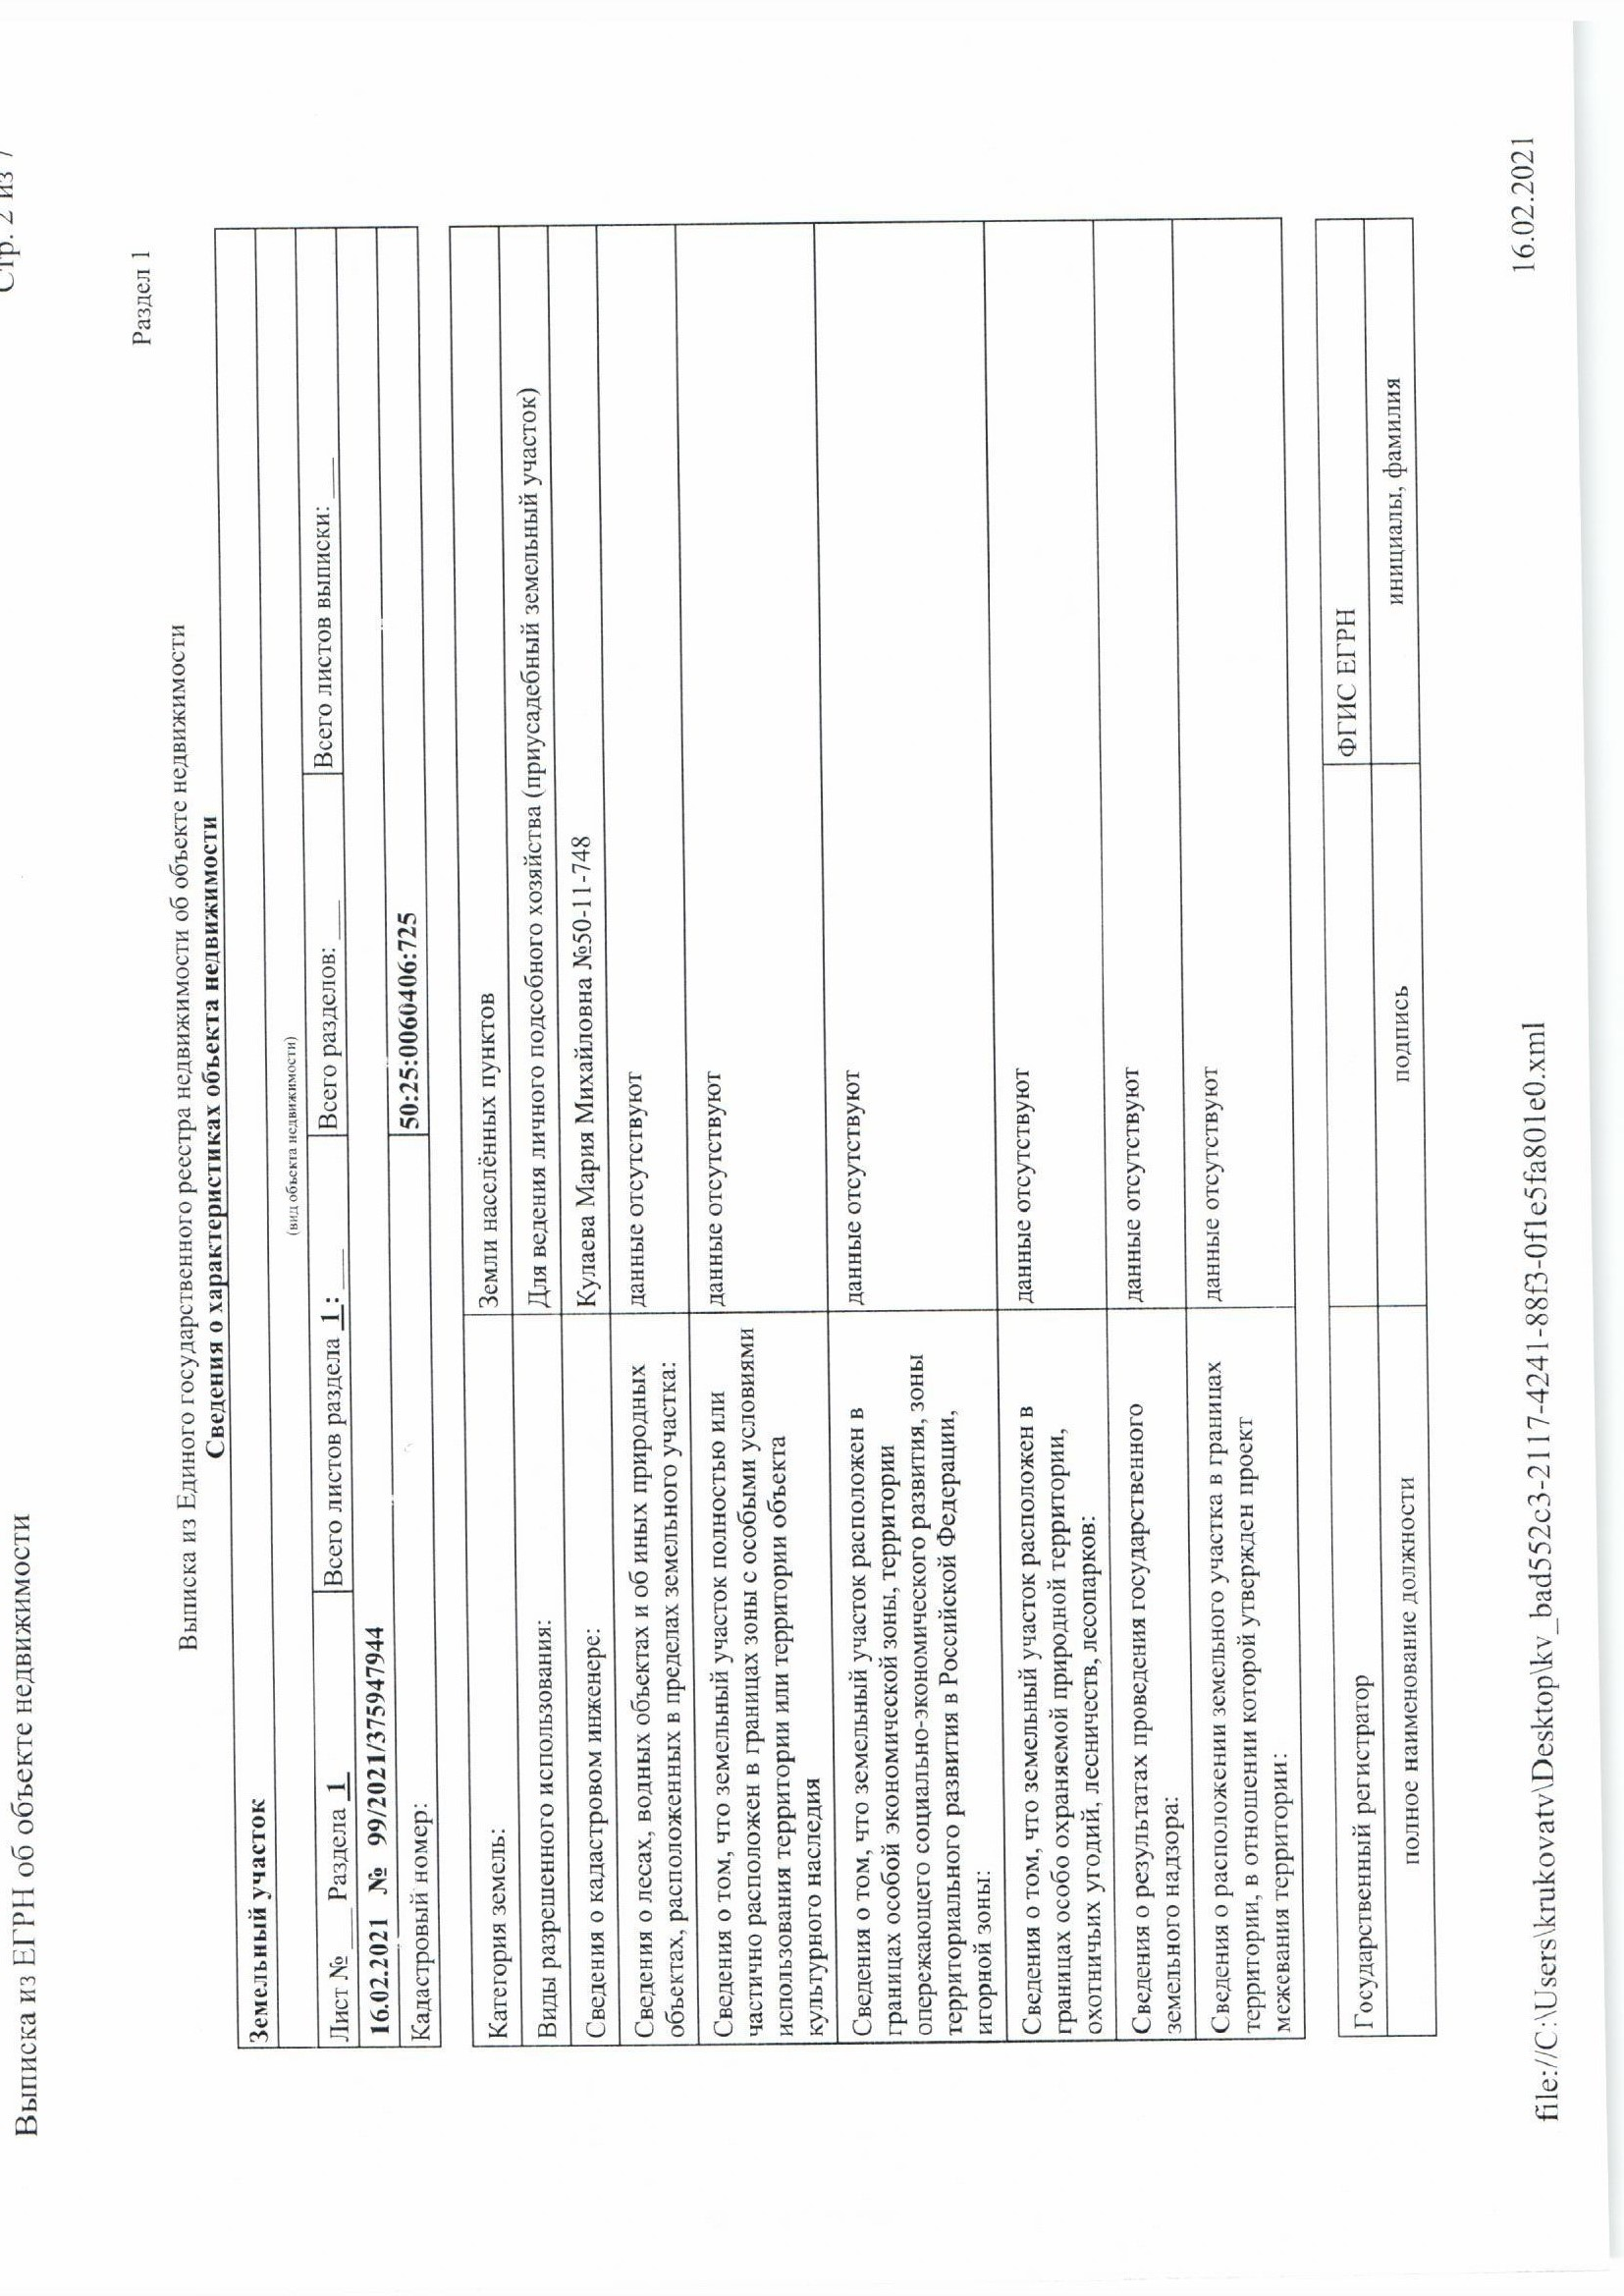 Выписка из ЕГРН об объекте недвижимости
Стр. 2 из 7
Раздел 1
Выписка из Единого государственного реестра недвижимости об объекте недвижимости
Сведения о характеристиках объекта недвижимости
Земельный участок
(вид объекта недвижимости)
Лист № ___ Раздела 1
Всего листов раздела 1: ___
Всего разделов: ___
Всего листов выписки: ___
16.02.2021 № 99/2021/375947944
Кадастровый номер:
50:25:0060406:725
Категория земель:
Земли населённых пунктов
Виды разрешенного использования:
Для ведения личного подсобного хозяйства (приусадебный земельный участок)
Сведения о кадастровом инженере:
Кулаева Мария Михайловна №50-11-748
Сведения о лесах, водных объектах и об иных природных
объектах, расположенных в пределах земельного участка:
данные отсутствуют
Сведения о том, что земельный участок полностью или
частично расположен в границах зоны с особыми условиями
использования территории или территории объекта
культурного наследия
данные отсутствуют
Сведения о том, что земельный участок расположен в
границах особой экономической зоны, территории
опережающего социально-экономического развития, зоны
территориального развития в Российской Федерации,
игорной зоны:
данные отсутствуют
Сведения о том, что земельный участок расположен в
границах особо охраняемой природной территории,
охотничьих угодий, лесничеств, лесопарков:
данные отсутствуют
Сведения о результатах проведения государственного
земельного надзора:
данные отсутствуют
Сведения о расположении земельного участка в границах
территории, в отношении которой утвержден проект
межевания территории:
данные отсутствуют
Государственный регистратор
ФГИС ЕГРН
полное наименование должности
подпись
инициалы, фамилия
file://C:\Users\krukovatv\Desktop\kv_bad552c3-2117-4241-88f3-0f1e5fa801e0.xml
16.02.2021